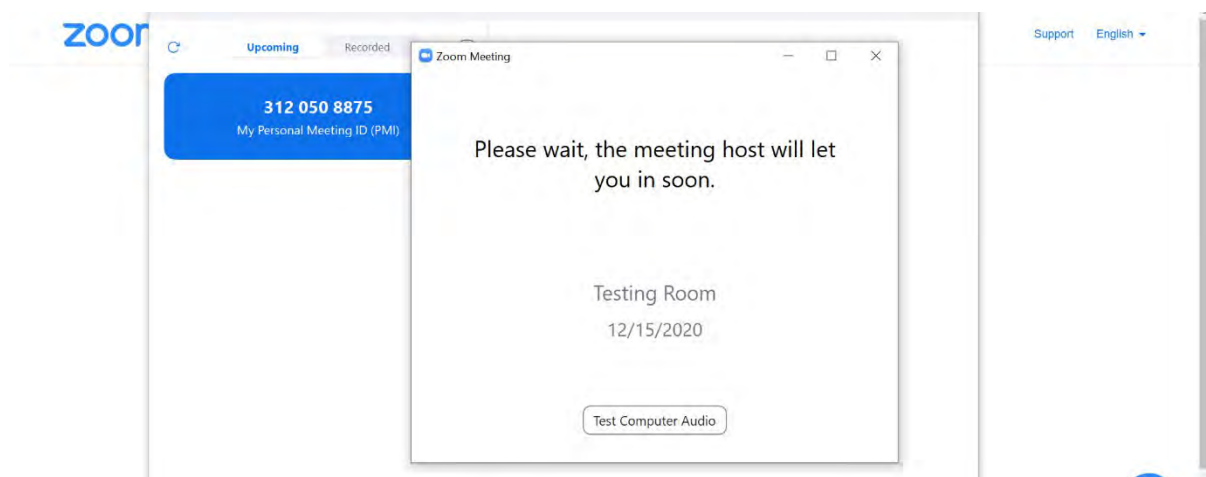 zoom
Support English
Upcoming Recorded
312 050 8875
My Personal Meeting ID (PMI)
Zoom Meeting
Please wait, the meeting host will let
you in soon.
Testing Room
12/15/2020
Test Computer Audio